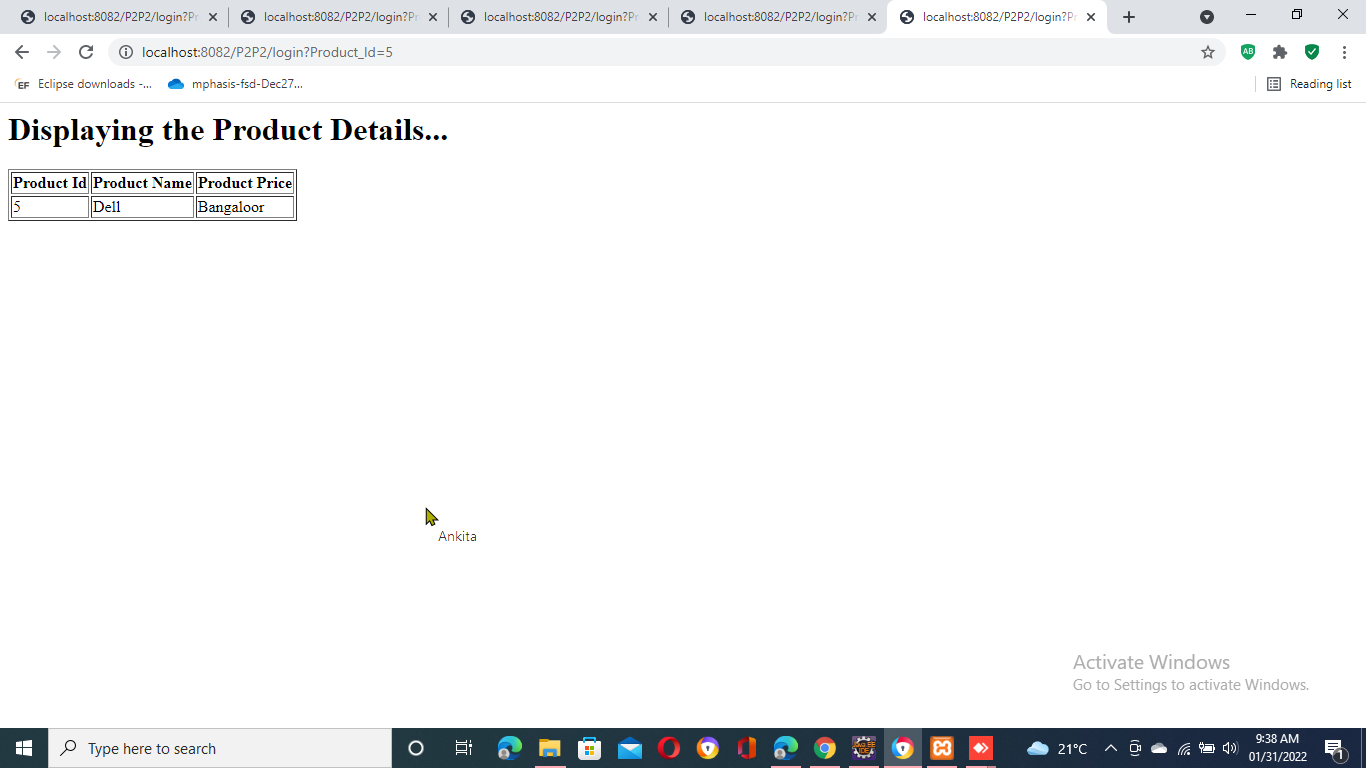 localhost:8082/P2P2/login?Pr localhost:8082/P2P2/login?Pr localhost:8082/P2P2/login?Pr localhost:8082/P2P2/login?Pr localhost:8082/P2P2/login?Pr
localhost:8082/P2P2/login?Product_Id=5
AB
EF Eclipse downloads -... mphasis-fsd-Dec27... Reading list
Displaying the Product Details...
Product Id Product Name Product Price
5 Dell Bangaloor
Ankita
Activate Windows
Go to Settings to activate Windows.
Type here to search
21°C
9:38 AM
01/31/2022
1